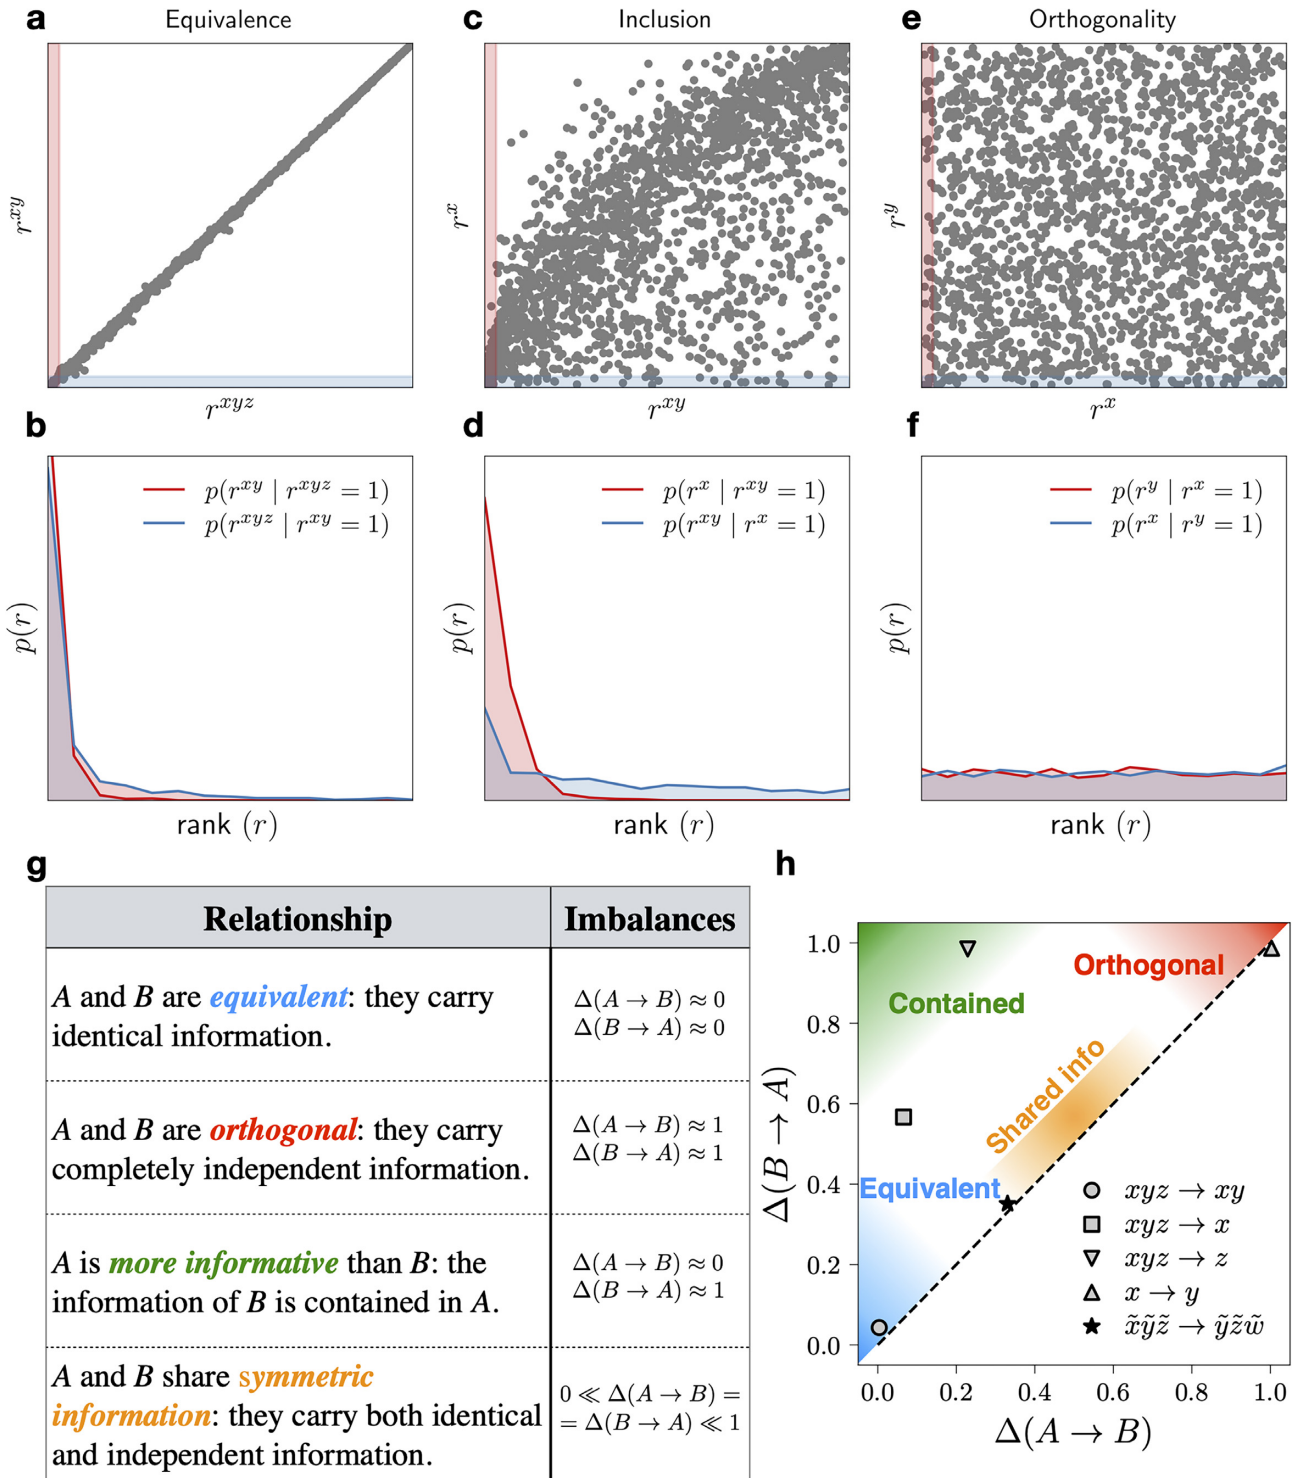 a Equivalence
c Inclusion
e Orthogonality
r^{xy}
r^{xyz}
r^x
r^{xy}
r^y
r^x
b
p(r^{xy} | r^{xyz} = 1)
p(r^{xyz} | r^{xy} = 1)
p(r)
rank (r)
d
p(r^x | r^{xy} = 1)
p(r^{xy} | r^x = 1)
p(r)
rank (r)
f
p(r^y | r^x = 1)
p(r^x | r^y = 1)
p(r)
rank (r)
g
Relationship Imbalances
A and B are equivalent: they carry
identical information.
Δ(A → B) ≈ 0
Δ(B → A) ≈ 0
A and B are orthogonal: they carry
completely independent information.
Δ(A → B) ≈ 1
Δ(B → A) ≈ 1
A is more informative than B: the
information of B is contained in A.
Δ(A → B) ≈ 0
Δ(B → A) ≈ 1
A and B share symmetric
information: they carry both identical
and independent information.
0 ≪ Δ(A → B) =
= Δ(B → A) ≪ 1
h
1.0
0.8
0.6
0.4
0.2
0.0
Δ(B → A)
Orthogonal
Contained
Shared info
Equivalent
xyz → xy
xyz → x
xyz → z
x → y
x̃ỹz̃ → ỹz̃w̃
0.0 0.2 0.4 0.6 0.8 1.0
Δ(A → B)